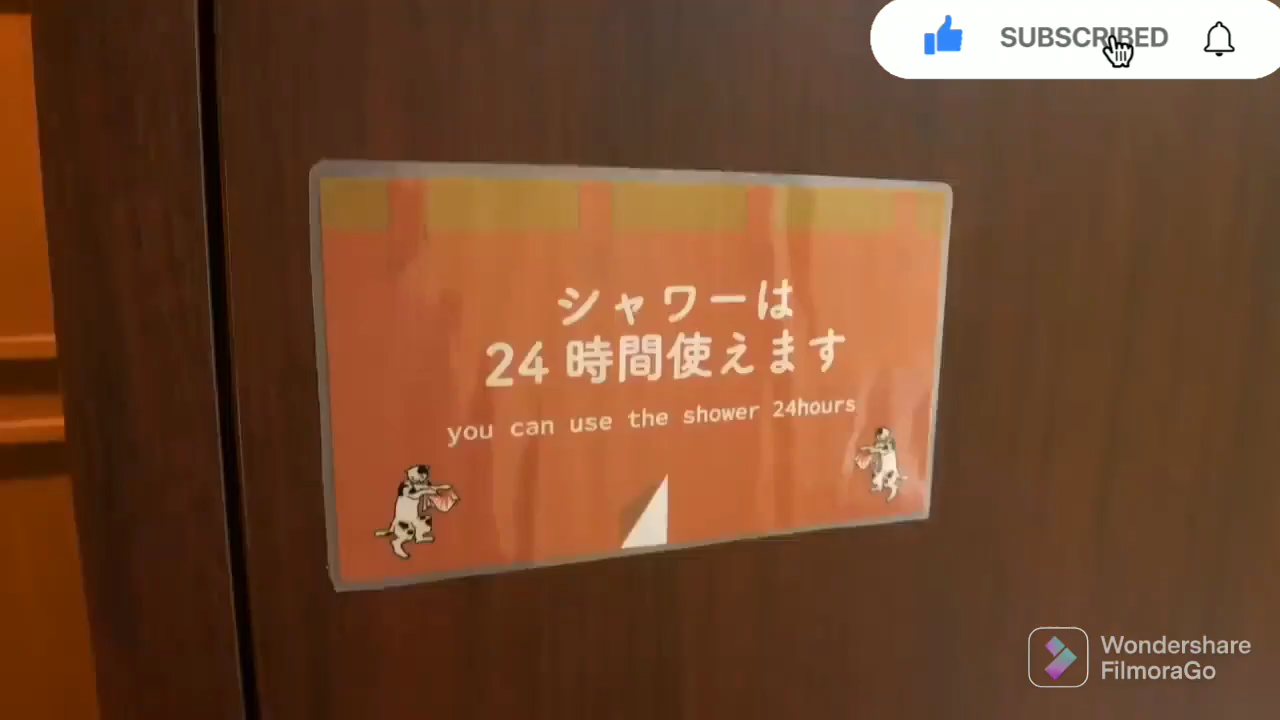 SUBSCRIBED
シャワーは
24時間使えます
you can use the shower 24hours
Wondershare
FilmoraGo